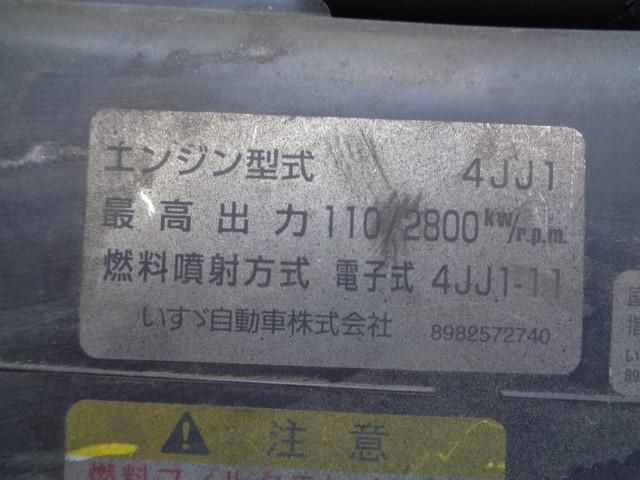 エンジン型式 4JJ1
最高出力 110/2800 kw/r.p.m.
燃料噴射方式 電子式 4JJ1-11
いすゞ自動車株式会社 8982572740
注意